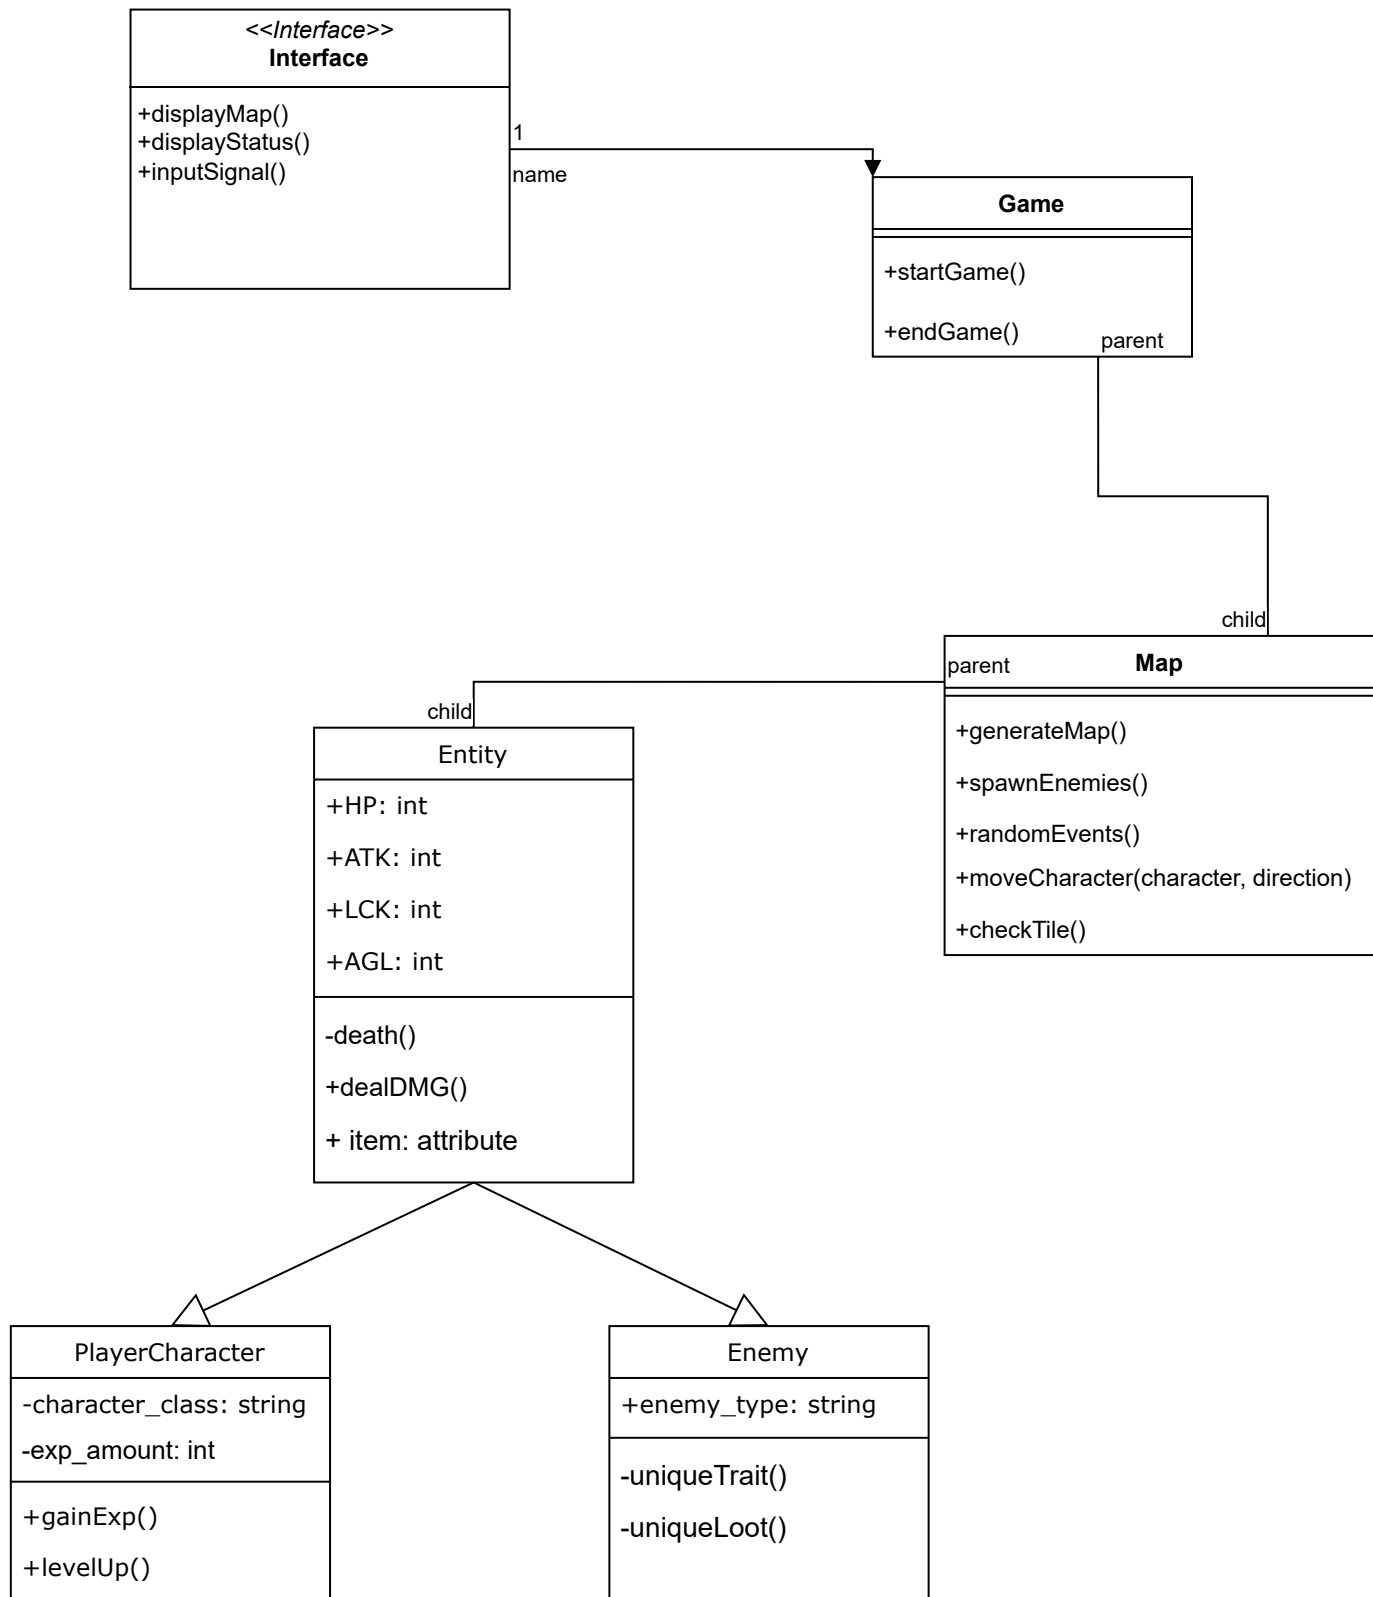 <<Interface>>
Interface
+displayMap()
+displayStatus()
+inputSignal()
1
name
Game
+startGame()
+endGame()
parent
child
Map
parent
+generateMap()
+spawnEnemies()
+randomEvents()
+moveCharacter(character, direction)
+checkTile()
child
Entity
+HP: int
+ATK: int
+LCK: int
+AGL: int
-death()
+dealDMG()
+ item: attribute
PlayerCharacter
-character_class: string
-exp_amount: int
+gainExp()
+levelUp()
Enemy
+enemy_type: string
-uniqueTrait()
-uniqueLoot()